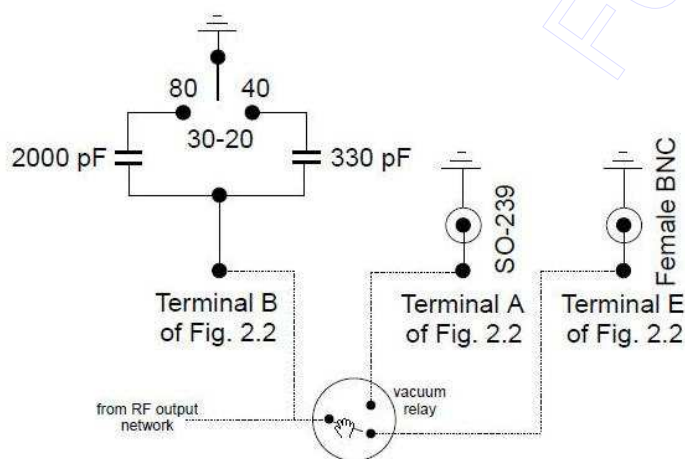 80
40
30-20
2000 pF
330 pF
SO-239
Female BNC
Terminal B
of Fig. 2.2
Terminal A
of Fig. 2.2
Terminal E
of Fig. 2.2
vacuum
relay
from RF output
network